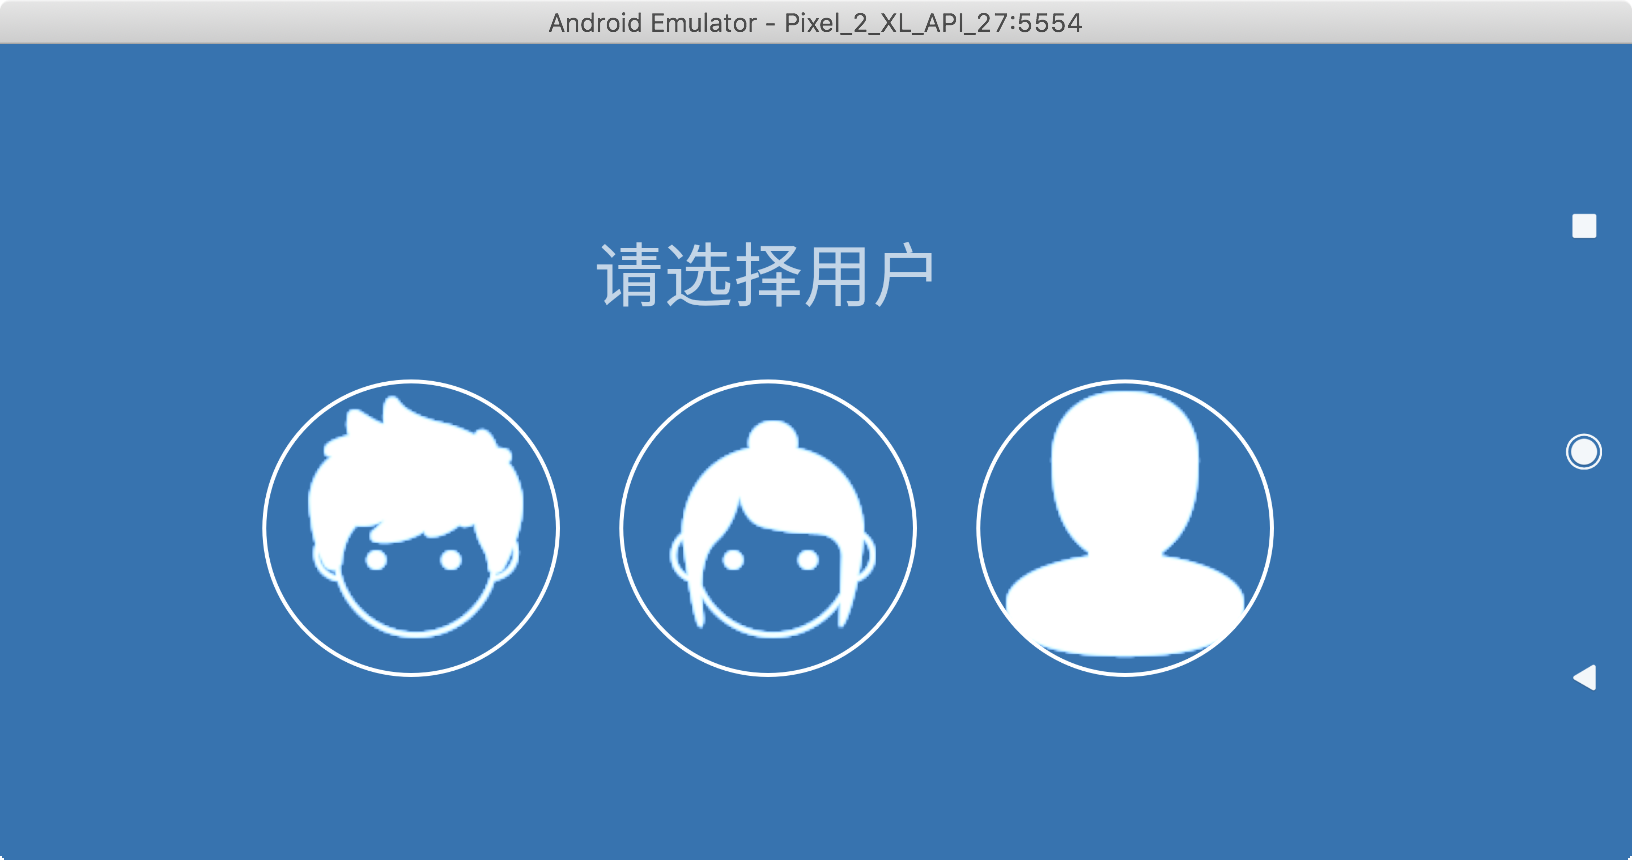 Android Emulator - Pixel_2_XL_API_27:5554
请选择用户